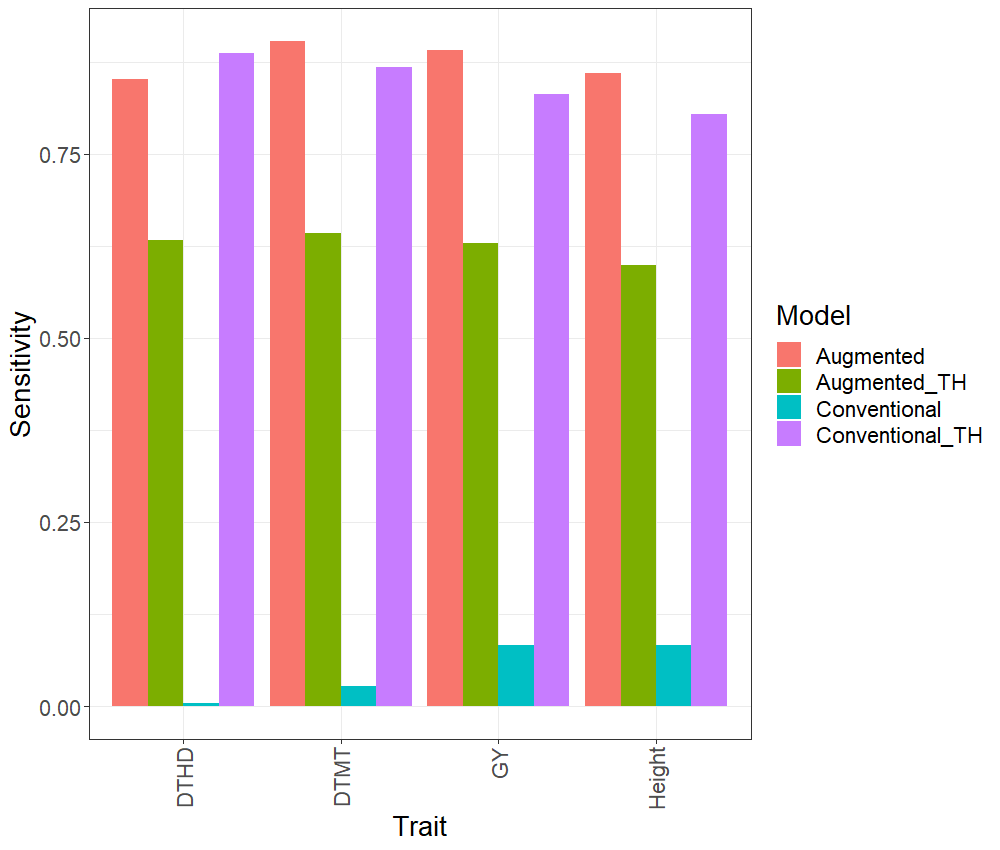 Sensitivity
0.75
0.50
0.25
0.00
DTHD
DTMT
GY
Height
Trait
Model
Augmented
Augmented_TH
Conventional
Conventional_TH